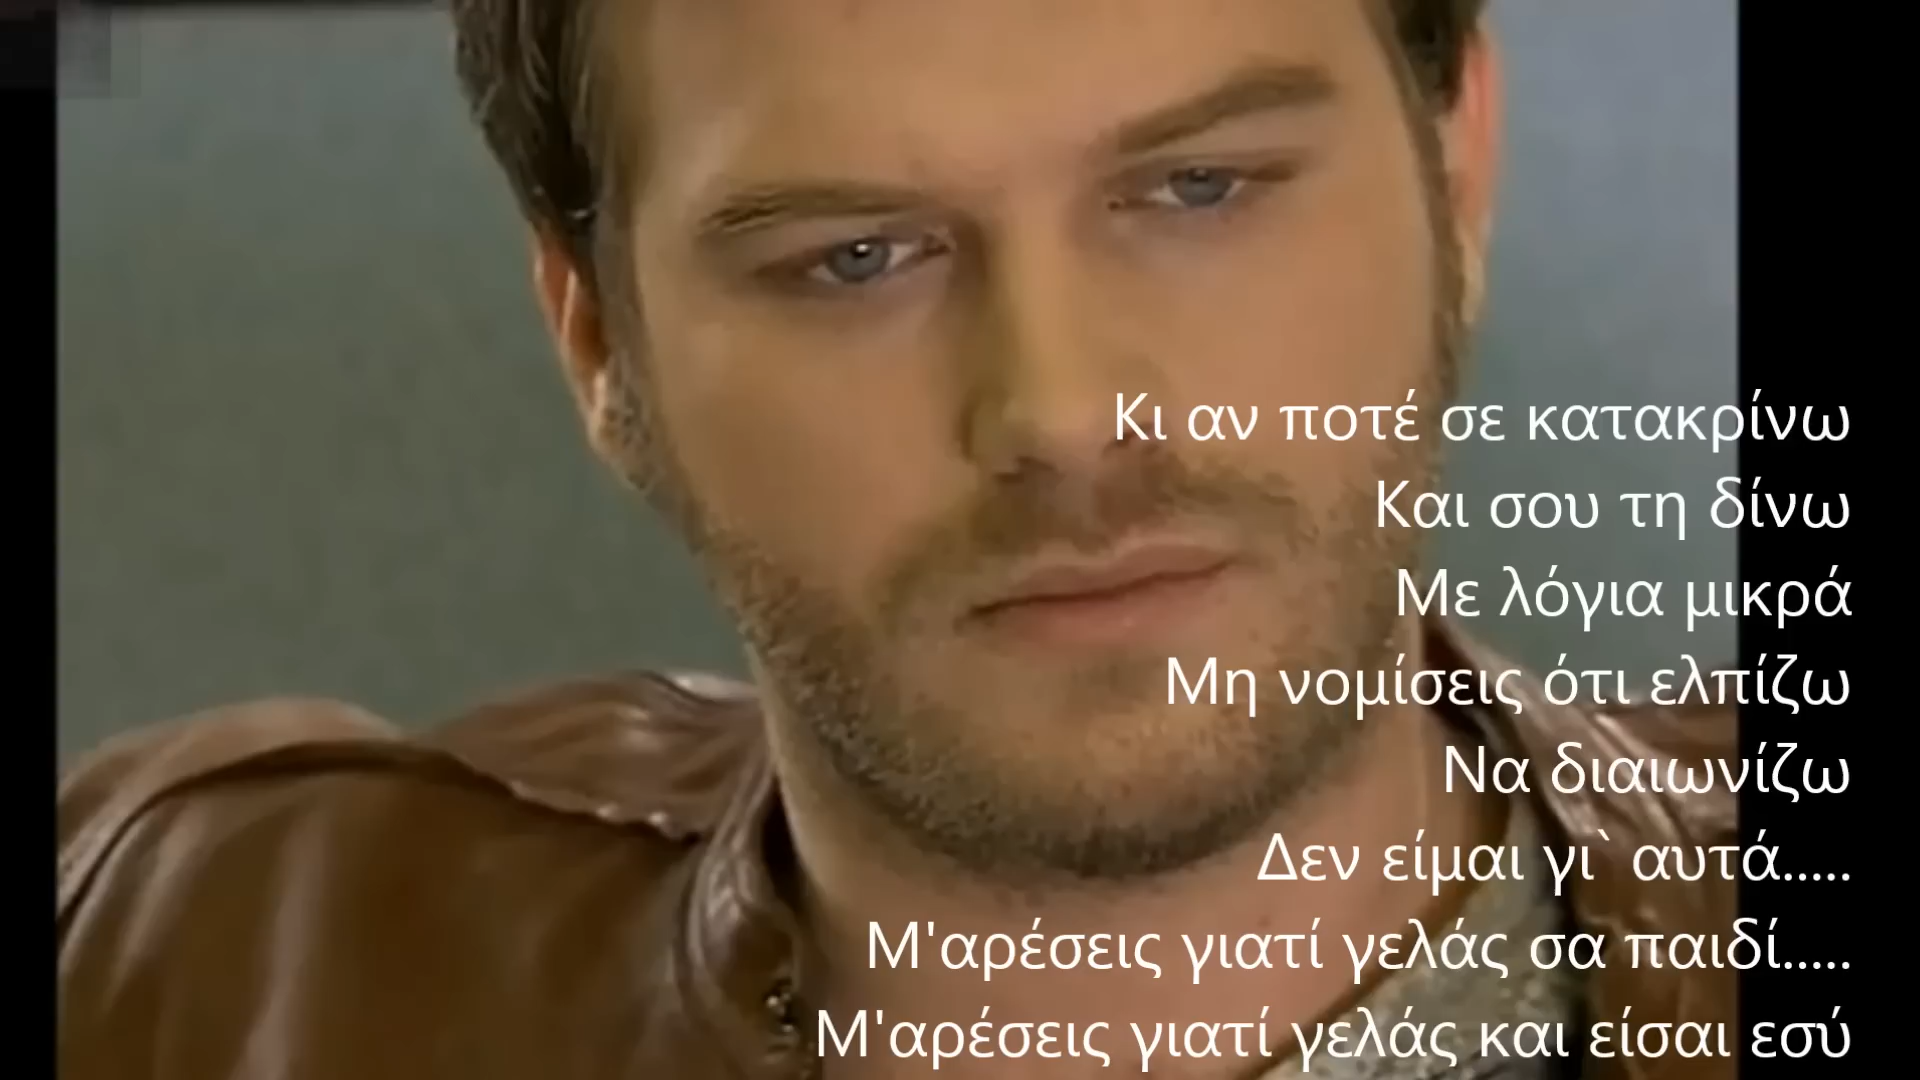 Κι αν ποτέ σε κατακρίνω
Και σου τη δίνω
Με λόγια μικρά
Μη νομίσεις ότι ελπίζω
Να διαιωνίζω
Δεν είμαι γι` αυτά.....
Μ'αρέσεις γιατί γελάς σα παιδί.....
Μ'αρέσεις γιατί γελάς και είσαι εσύ